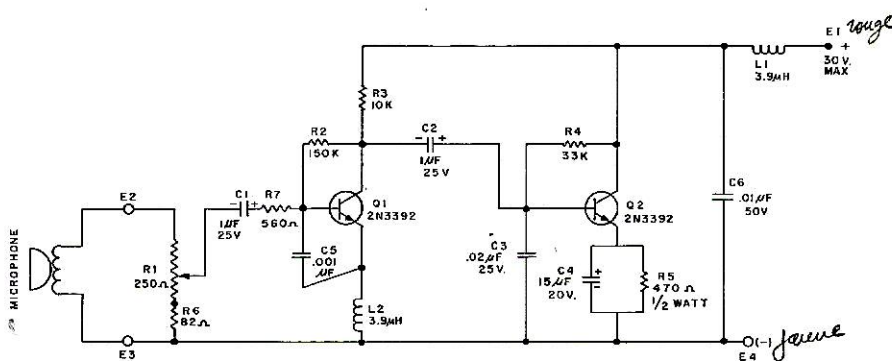 E1 rouge
+
30 V.
MAX
L1
3.9µH
R3
10K
R2
150K
C2
- +
1µF
25V
R4
33K
C6
.01µF
50V
Q1
2N3392
Q2
2N3392
E2
C1
- +
1µF
25V
R7
560Ω
C5
.001
µF
C3
.02µF
25V.
C4
+
15µF
20V.
R5
470Ω
1/2 WATT
MICROPHONE
R1
250Ω
R6
82Ω
L2
3.9µH
E3
(-) jaune
E4